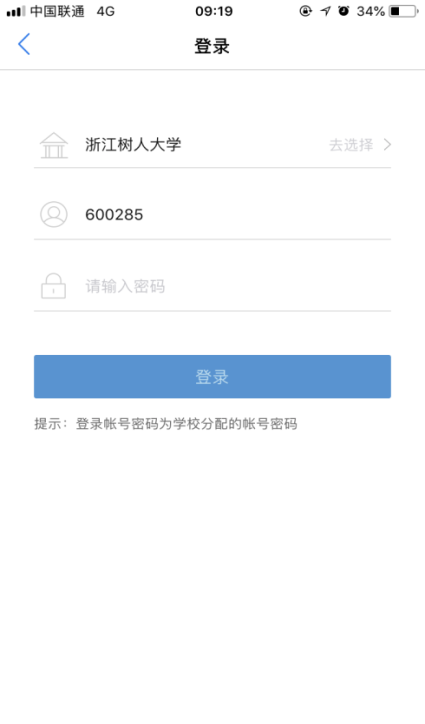 中国联通 4G 09:19 34%
登录
浙江树人大学 去选择
600285
请输入密码
登录
提示：登录帐号密码为学校分配的帐号密码